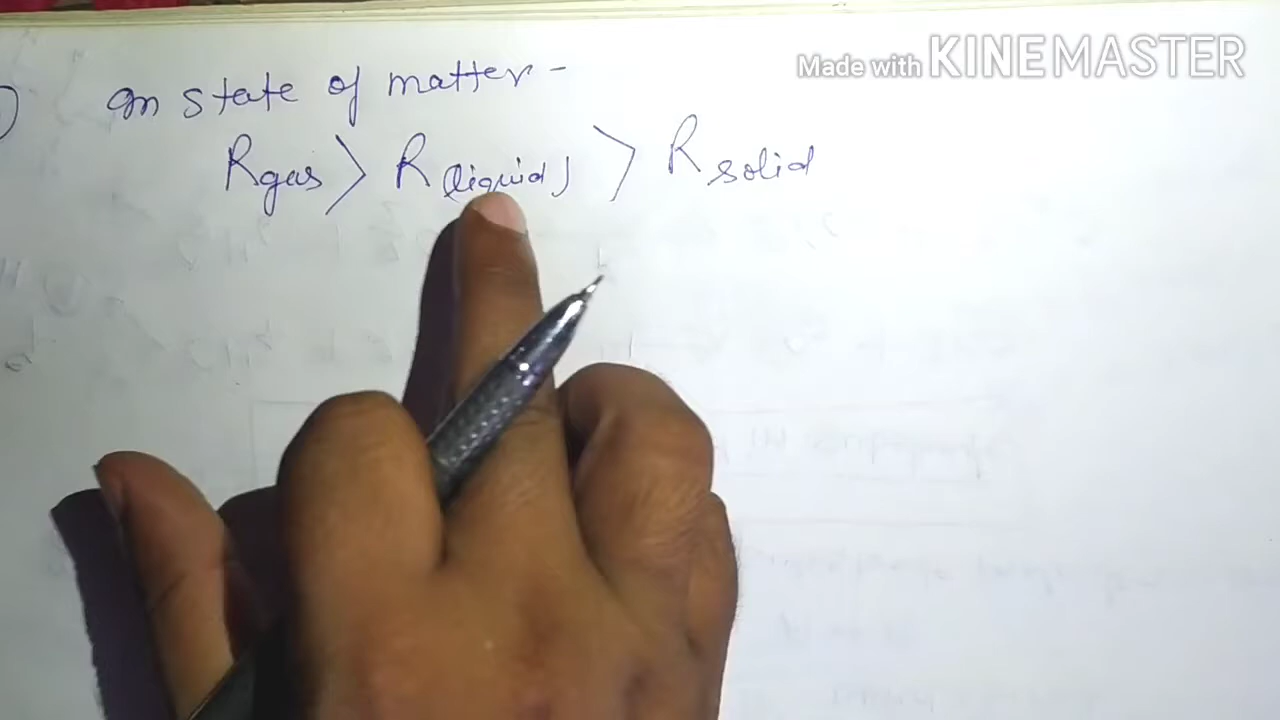 Made with KINEMASTER
On state of matter -
Rgas > R(liquid) > Rsolid